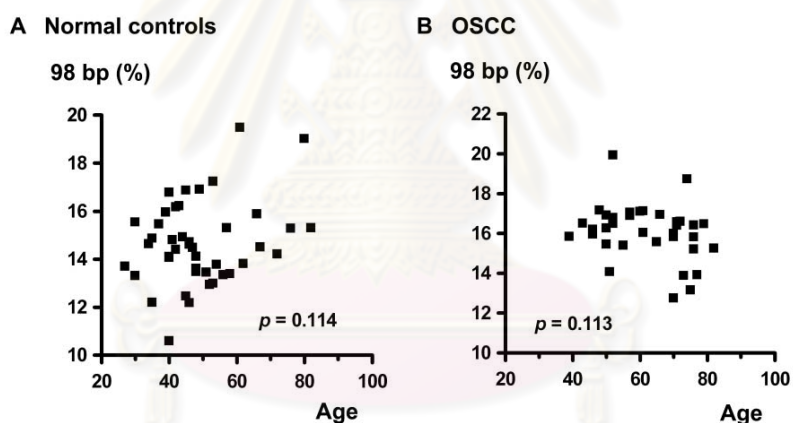 A Normal controls
98 bp (%)
20
18
16
14
12
10
20 40 60 80 100
p = 0.114
Age
B OSCC
98 bp (%)
22
20
18
16
14
12
10
20 40 60 80 100
p = 0.113
Age